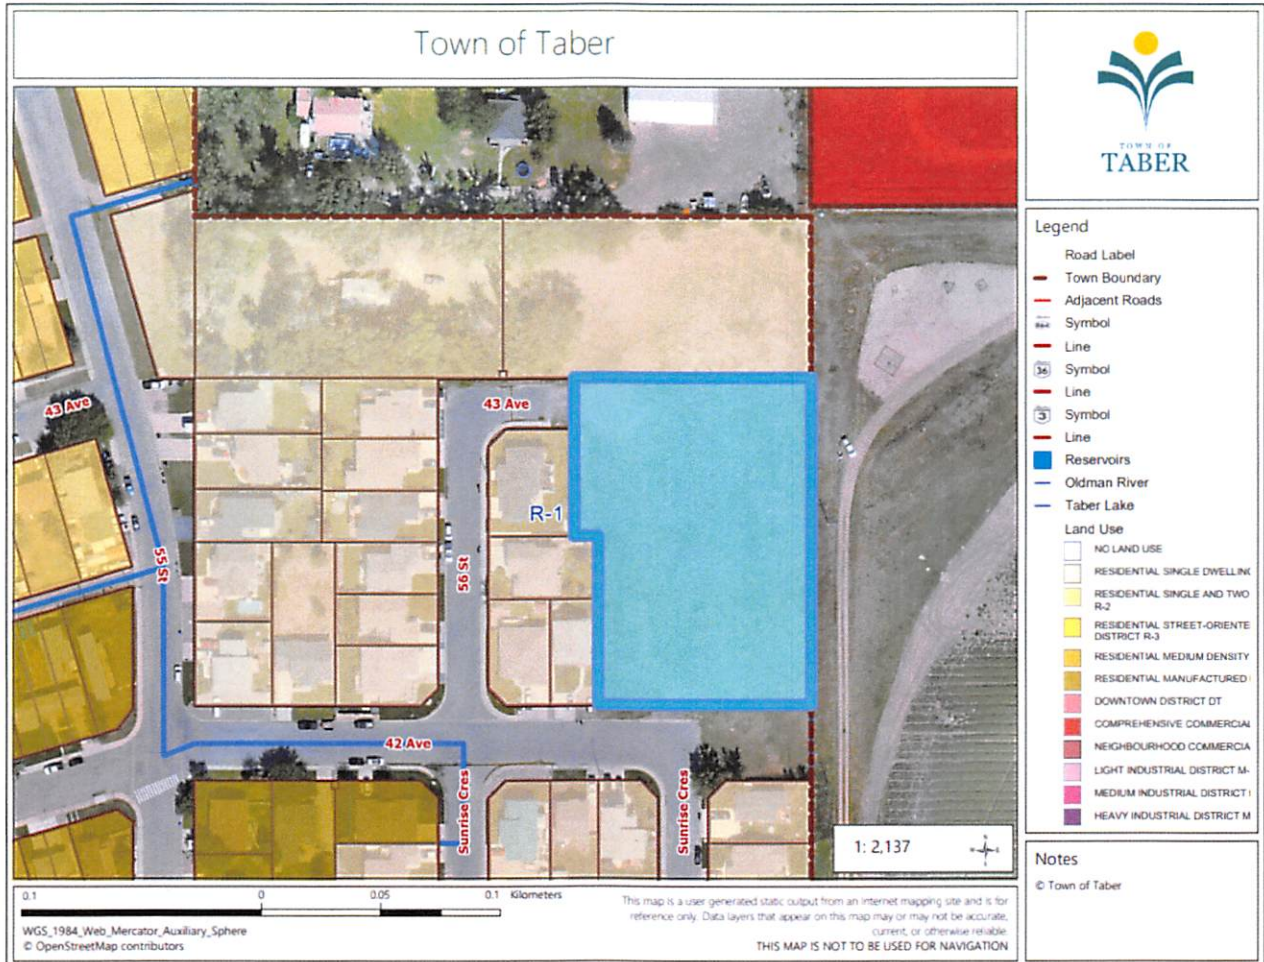 Town of Taber
TOWN OF
TABER
43 Ave
43 Ave
R-1
55 St
56 St
42 Ave
Sunrise Cres
Sunrise Cres
1: 2,137
Legend
Road Label
Town Boundary
Adjacent Roads
Symbol
Line
36 Symbol
Line
3 Symbol
Line
Reservoirs
Oldman River
Taber Lake
Land Use
NO LAND USE
RESIDENTIAL SINGLE DWELLING
RESIDENTIAL SINGLE AND TWO
R-2
RESIDENTIAL STREET-ORIENTE
DISTRICT R-3
RESIDENTIAL MEDIUM DENSITY
RESIDENTIAL MANUFACTURED
DOWNTOWN DISTRICT DT
COMPREHENSIVE COMMERCIAL
NEIGHBOURHOOD COMMERCIA
LIGHT INDUSTRIAL DISTRICT M-
MEDIUM INDUSTRIAL DISTRICT
HEAVY INDUSTRIAL DISTRICT M
Notes
© Town of Taber
0.1 0 0.05 0.1 Kilometers
WGS_1984_Web_Mercator_Auxiliary_Sphere
© OpenStreetMap contributors
This map is a user generated static output from an Internet mapping site and is for
reference only. Data layers that appear on this map may or may not be accurate,
current, or otherwise reliable.
THIS MAP IS NOT TO BE USED FOR NAVIGATION